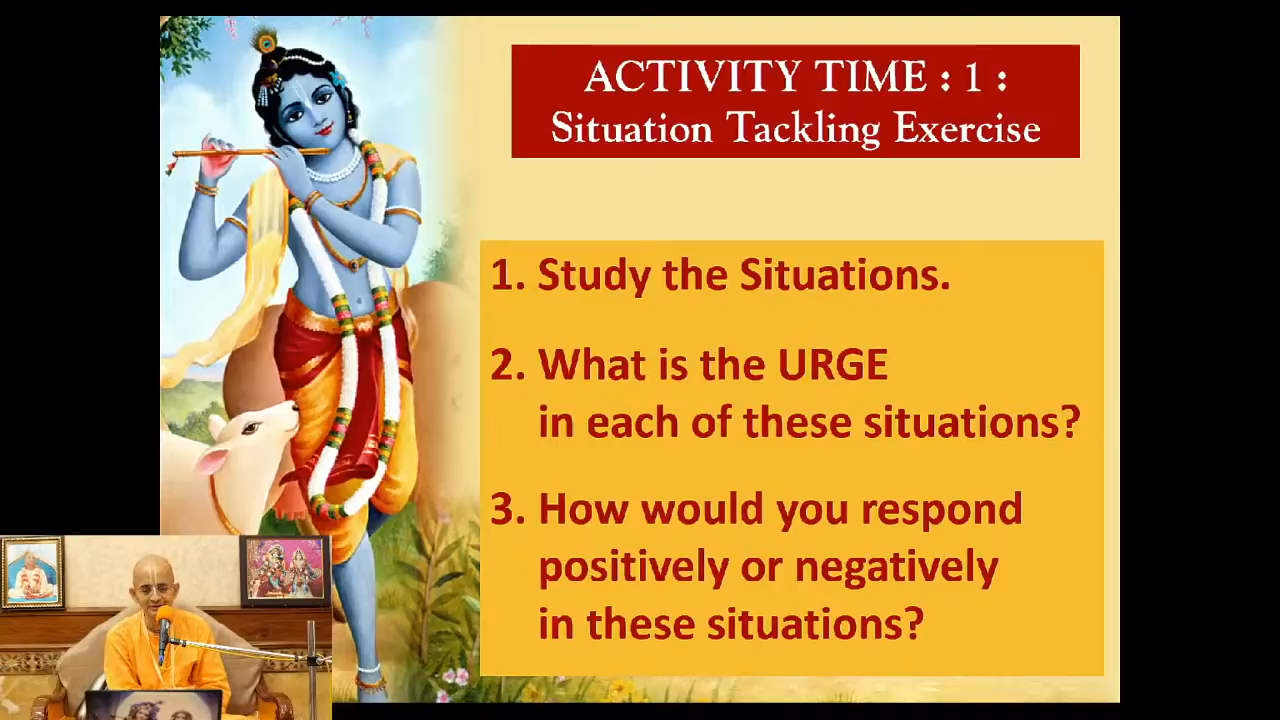 ACTIVITY TIME : 1 :
Situation Tackling Exercise
1. Study the Situations.
2. What is the URGE
in each of these situations?
3. How would you respond
positively or negatively
in these situations?